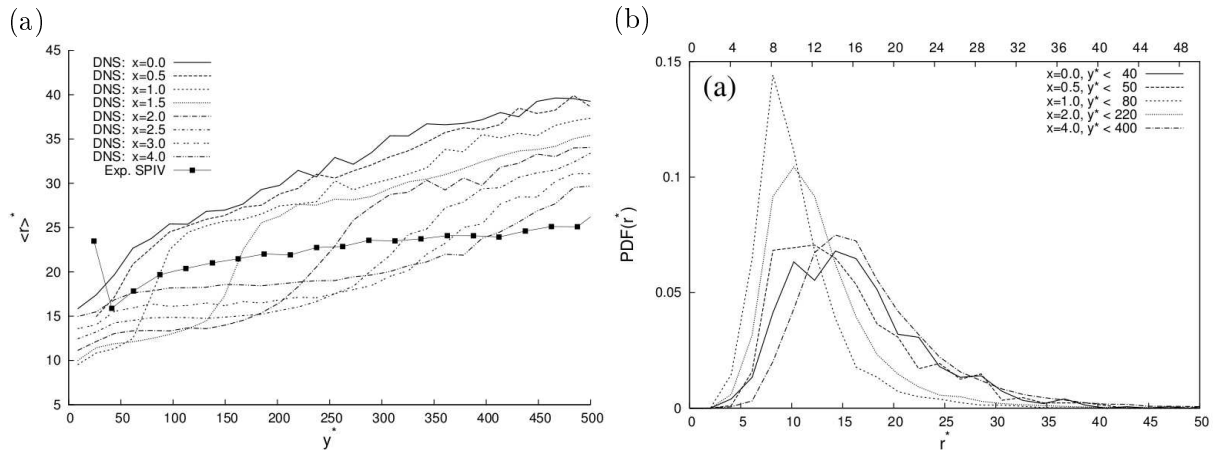 (a)
45
40
35
30
25
20
15
10
5
<r>*
0
50
100
150
200
250
300
350
400
450
500
y*
DNS: x=0.0
DNS: x=0.5
DNS: x=1.0
DNS: x=1.5
DNS: x=2.0
DNS: x=2.5
DNS: x=3.0
DNS: x=4.0
Exp. SPIV
(b)
0 4 8 12 16 20 24 28 32 36 40 44 48
0.15
0.1
0.05
0
PDF(r*)
(a)
x=0.0, y* < 40
x=0.5, y* < 50
x=1.0, y* < 80
x=2.0, y* < 220
x=4.0, y* < 400
0 5 10 15 20 25 30 35 40 45 50
r*